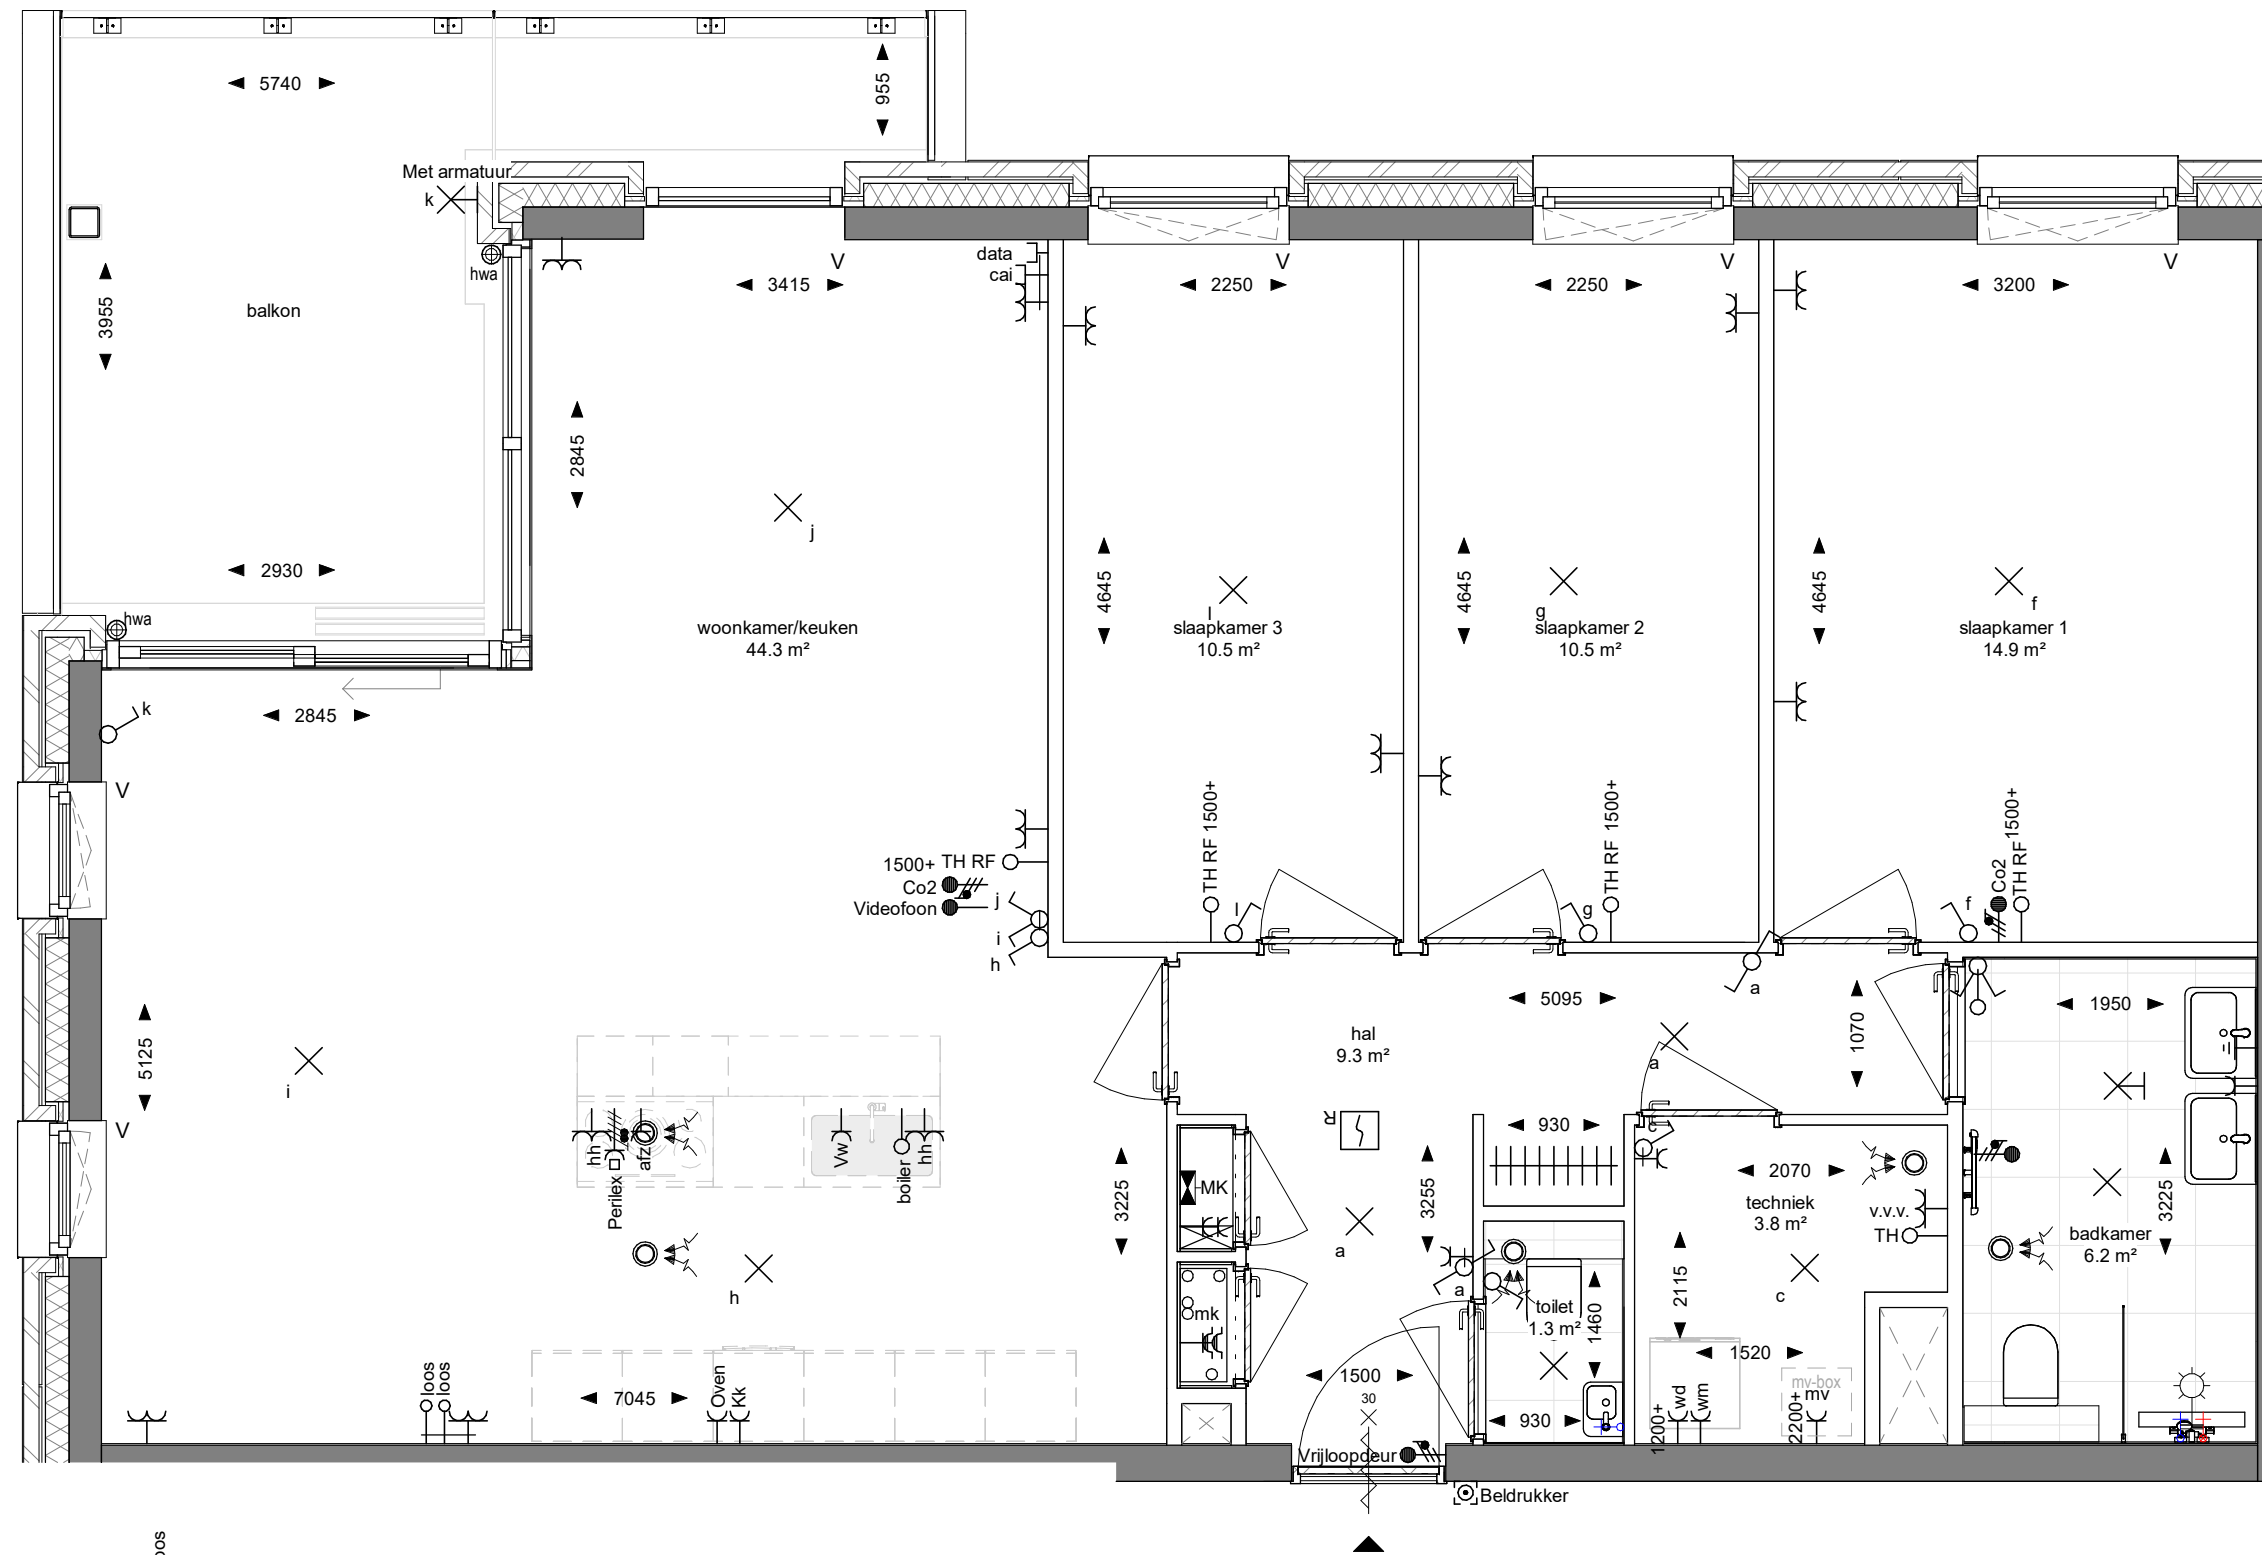 5740
955
Met armatuur
k
hwa
data
cai
V
V
V
V
3415
2250
2250
3200
3955
balkon
2845
j
2930
hwa
4645
4645
4645
l
g
f
woonkamer/keuken
44.3 m²
slaapkamer 3
10.5 m²
slaapkamer 2
10.5 m²
slaapkamer 1
14.9 m²
k
2845
V
1500+ TH RF
Co2
Videofoon
j
i
h
TH RF 1500+
l
g
TH RF 1500+
f
Co2
TH RF 1500+
a
5095
1950
5125
i
hal
9.3 m²
a
1070
V
R
930
c
hh
Perilex
afz
Vw
boiler
hh
3225
MK
3255
2070
techniek
3.8 m²
v.v.v.
TH
badkamer
6.2 m²
3225
h
a
a
mk
toilet
1.3 m²
1460
2115
c
1520
loos
loos
7045
Oven
Kk
1500
30
930
1200+
wd
wm
mv-box
2200+
mv
Vrijloopdeur
Beldrukker